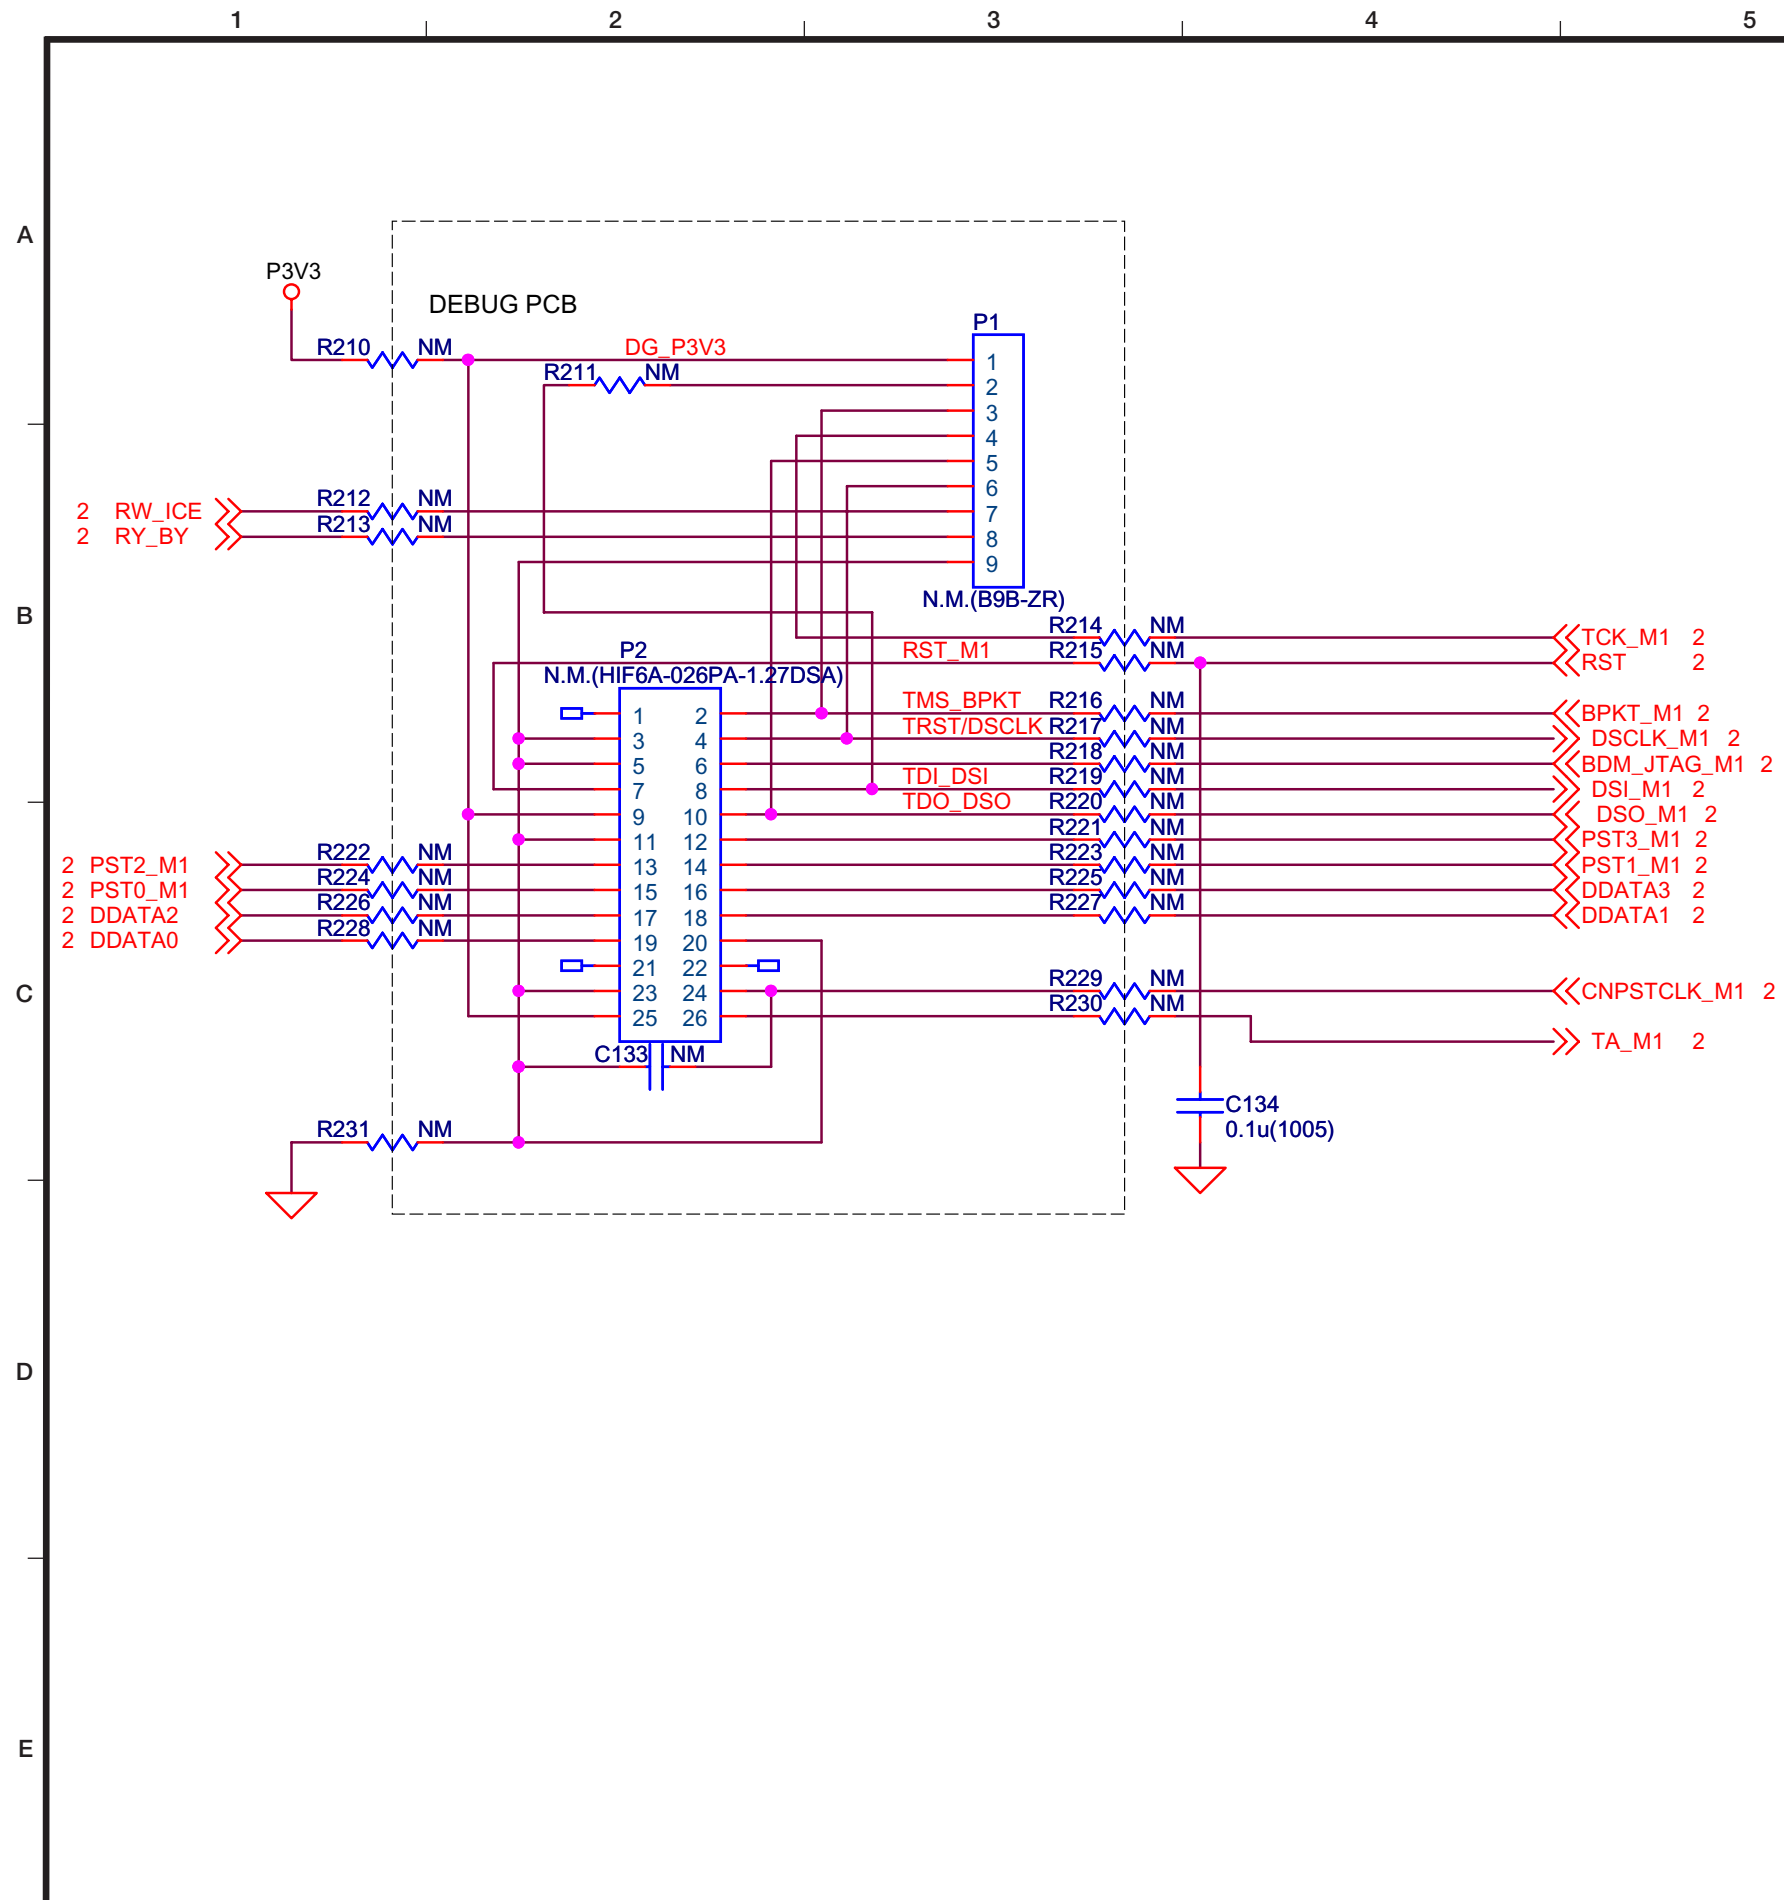 1 2 3 4 5
A
P3V3
DEBUG PCB
P1
R210 NM DG_P3V3 1
R211 NM 2
3
4
5
6
2 RW_ICE R212 NM 7
2 RY_BY R213 NM 8
9
N.M.(B9B-ZR)
B
R214 NM TCK_M1 2
P2 RST_M1 R215 NM RST 2
N.M.(HIF6A-026PA-1.27DSA)
1 2 TMS_BPKT R216 NM BPKT_M1 2
3 4 TRST/DSCLK R217 NM DSCLK_M1 2
5 6 R218 NM BDM_JTAG_M1 2
7 8 TDI_DSI R219 NM DSI_M1 2
9 10 TDO_DSO R220 NM DSO_M1 2
11 12 R221 NM PST3_M1 2
2 PST2_M1 R222 NM 13 14 R223 NM PST1_M1 2
2 PST0_M1 R224 NM 15 16 R225 NM DDATA3 2
2 DDATA2 R226 NM 17 18 R227 NM DDATA1 2
2 DDATA0 R228 NM 19 20
21 22
C 23 24 R229 NM CNPSTCLK_M1 2
25 26 R230 NM
TA_M1 2
C133 NM
C134
0.1u(1005)
R231 NM
D
E